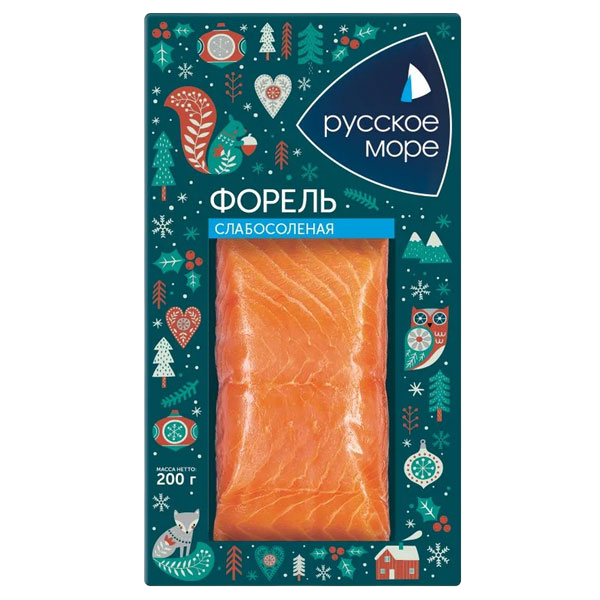 русское
море
ФОРЕЛЬ
СЛАБОСОЛЕНАЯ
МАССА НЕТТО:
200 г